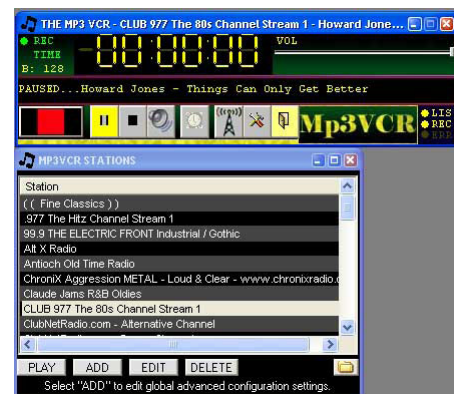 THE MP3 VCR - CLUB 977 The 80s Channel Stream 1 - Howard Jone...
REC
TIME
B: 128
-00:00:00
VOL
PAUSED...Howard Jones - Things Can Only Get Better
Mp3VCR
LIS
REC
ERR
MP3VCR STATIONS
Station
(( Fine Classics ))
.977 The Hitz Channel Stream 1
99.9 THE ELECTRIC FRONT Industrial / Gothic
Alt X Radio
Antioch Old Time Radio
ChroniX Aggression METAL - Loud & Clear - www.chronixradio.c
Claude Jams R&B Oldies
CLUB 977 The 80s Channel Stream 1
ClubNetRadio.com - Alternative Channel
PLAY ADD EDIT DELETE
Select "ADD" to edit global advanced configuration settings.